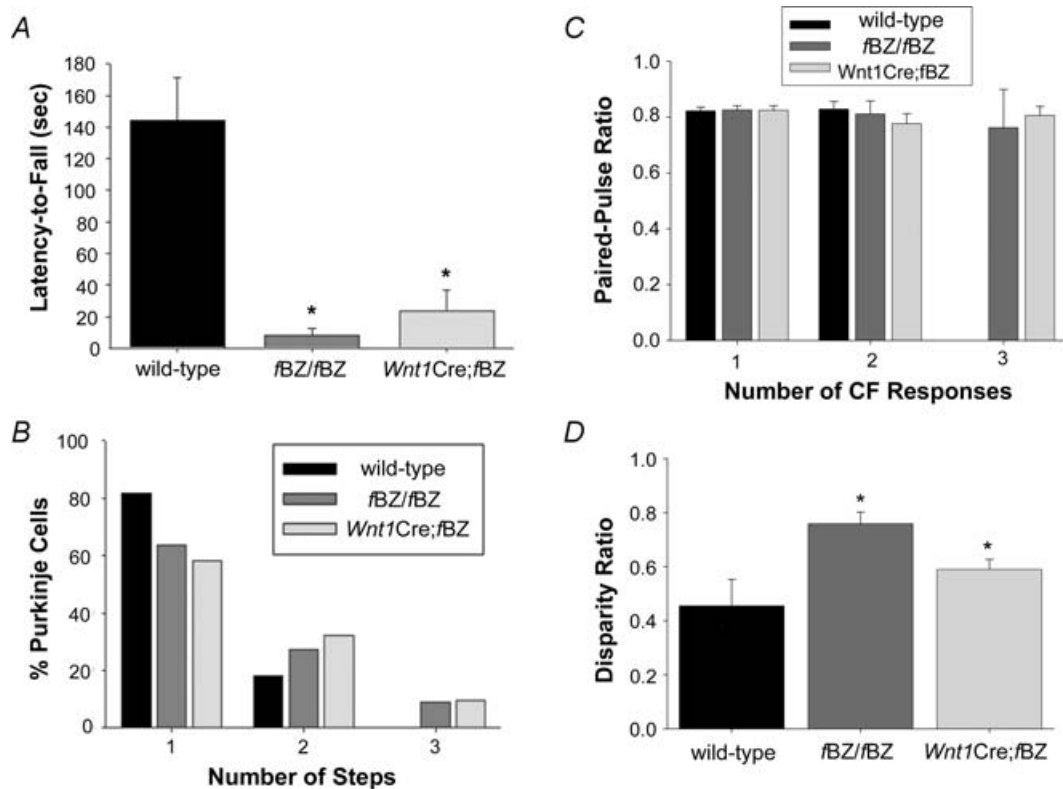 A
Latency-to-Fall (sec)
180
160
140
120
100
80
60
40
20
0
*
*
wild-type
fBZ/fBZ
Wnt1Cre;fBZ
B
% Purkinje Cells
100
80
60
40
20
0
wild-type
fBZ/fBZ
Wnt1Cre;fBZ
1
2
3
Number of Steps
C
wild-type
fBZ/fBZ
Wnt1Cre;fBZ
Paired-Pulse Ratio
1.0
0.8
0.6
0.4
0.2
0.0
1
2
3
Number of CF Responses
D
Disparity Ratio
1.0
0.8
0.6
0.4
0.2
0.0
*
*
wild-type
fBZ/fBZ
Wnt1Cre;fBZ